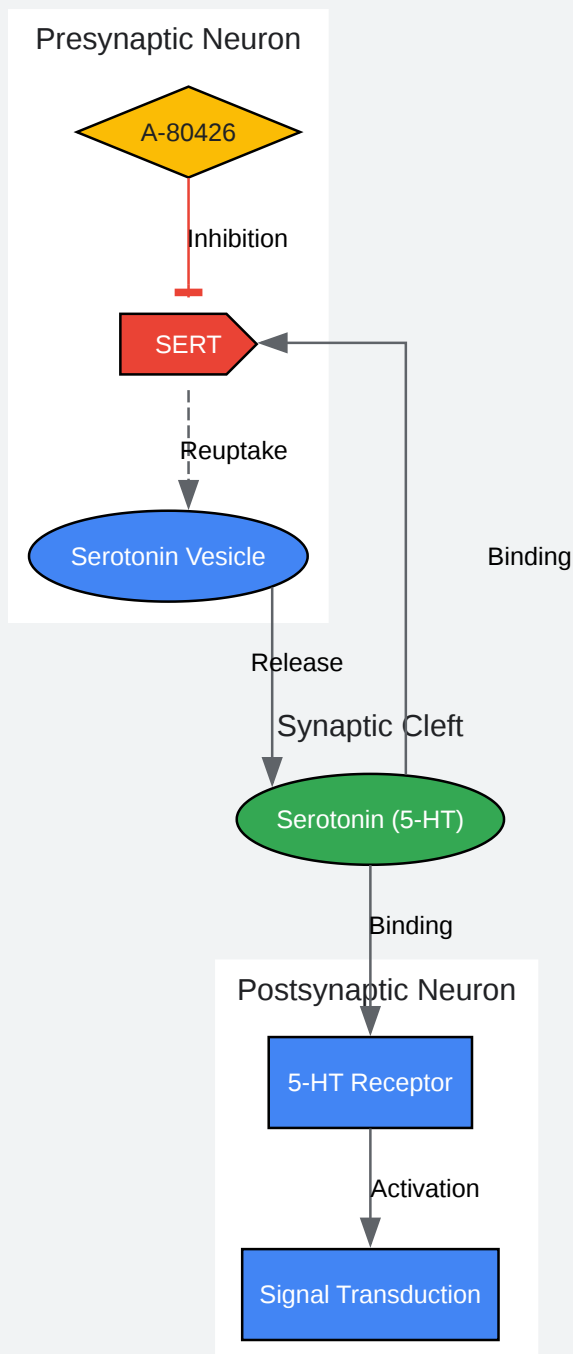 Presynaptic Neuron
A-80426
Inhibition
SERT
Reuptake
Serotonin Vesicle
Binding
Release
Synaptic Cleft
Serotonin (5-HT)
Binding
Postsynaptic Neuron
5-HT Receptor
Activation
Signal Transduction